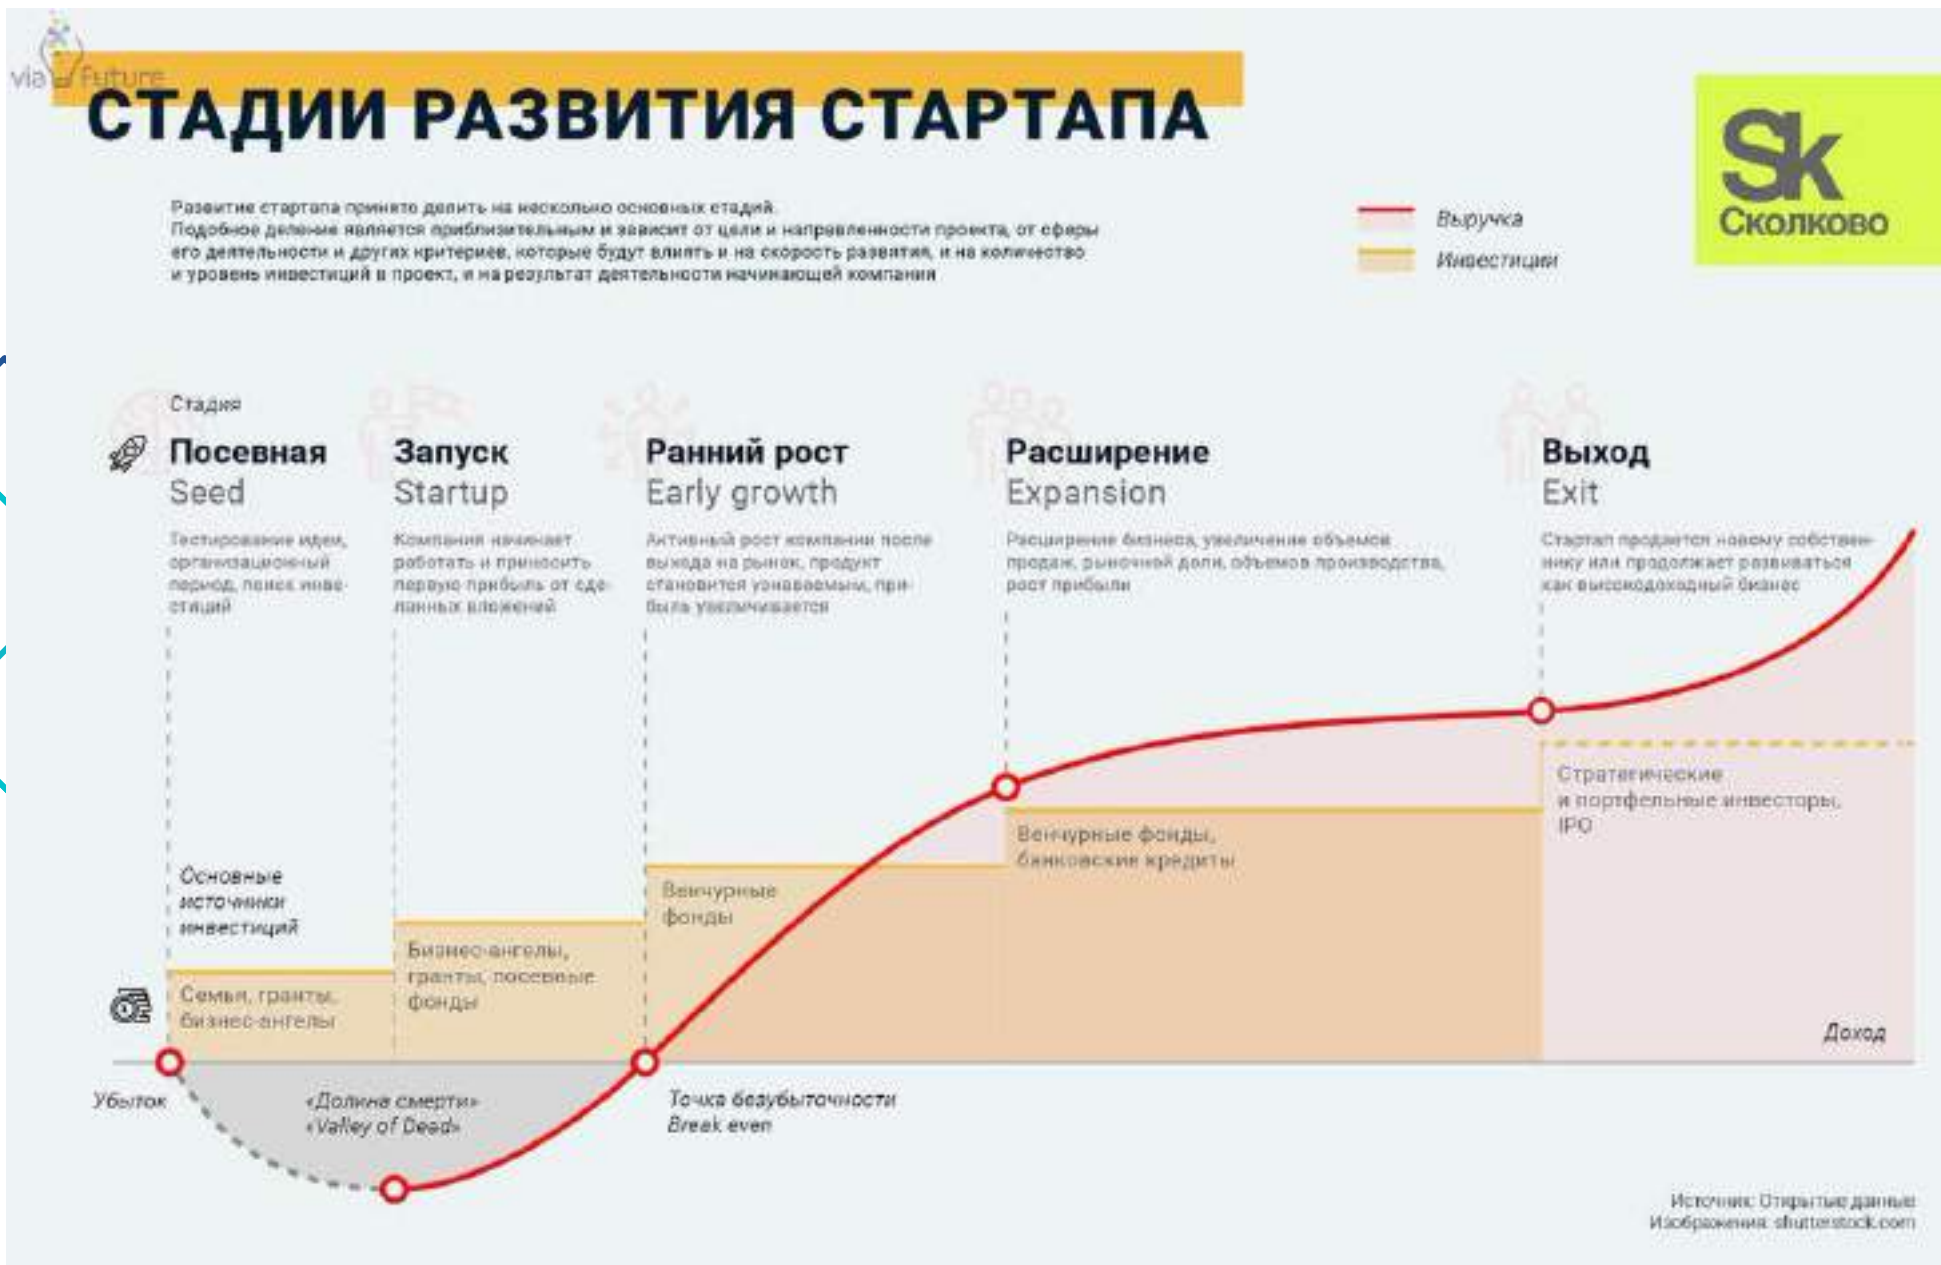 via Future
СТАДИИ РАЗВИТИЯ СТАРТАПА
Развитие стартапа принято делить на несколько основных стадий.
Подобное деление является приблизительным и зависит от цели и направленности проекта, от сферы
его деятельности и других критериев, которые будут влиять и на скорость развития, и на количество
и уровень инвестиций в проект, и на результат деятельности начинающей компании
Выручка
Инвестиции
Sk
Сколково
Стадия
Посевная
Seed
Тестирование идеи,
организационный
период, поиск инве-
стиций
Запуск
Startup
Компания начинает
работать и приносить
первую прибыль от сде-
ланных вложений
Ранний рост
Early growth
Активный рост компании после
выхода на рынок, продукт
становится узнаваемым, при-
быль увеличивается
Расширение
Expansion
Расширение бизнеса, увеличение объемов
продаж, рыночной доли, объемов производства,
рост прибыли
Выход
Exit
Стартап продается новому собствен-
нику или продолжает развиваться
как высокодоходный бизнес
Основные
источники
инвестиций
Семья, гранты,
бизнес-ангелы
Бизнес-ангелы,
гранты, посевные
фонды
Венчурные
фонды
Венчурные фонды,
банковские кредиты
Стратегические
и портфельные инвесторы,
IPO
Доход
Убыток
«Долина смерти»
«Valley of Dead»
Точка безубыточности
Break even
Источник: Открытые данные
Изображения: shutterstock.com